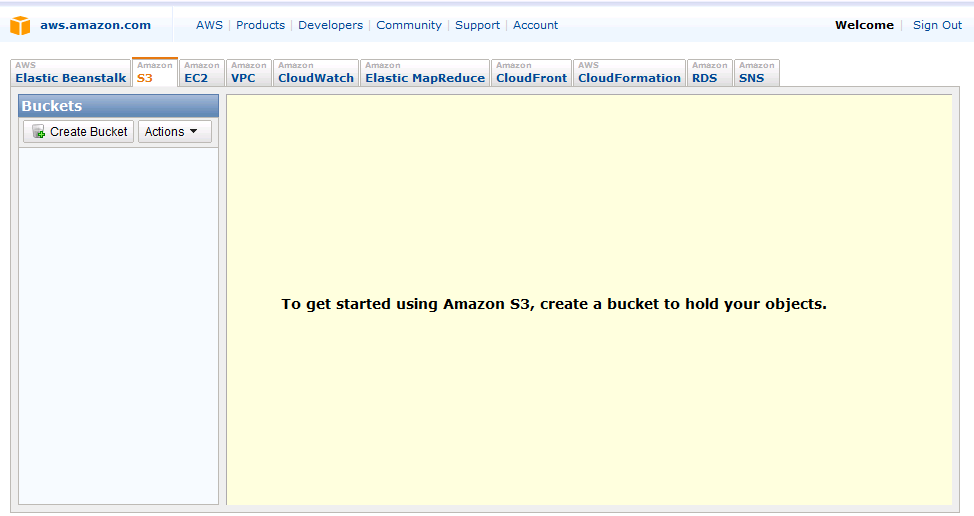 aws.amazon.com AWS | Products | Developers | Community | Support | Account Welcome | Sign Out
AWS Amazon Amazon Amazon Amazon Amazon Amazon AWS Amazon Amazon
Elastic Beanstalk S3 EC2 VPC CloudWatch Elastic MapReduce CloudFront CloudFormation RDS SNS
Buckets
Create Bucket Actions
To get started using Amazon S3, create a bucket to hold your objects.